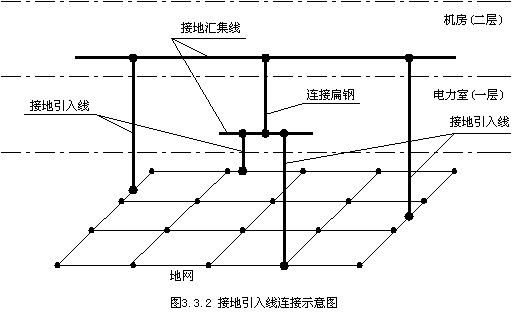 机房(二层)
接地汇集线
连接扁钢
电力室(一层)
接地引入线
接地引入线
地网
图3.3.2 接地引入线连接示意图